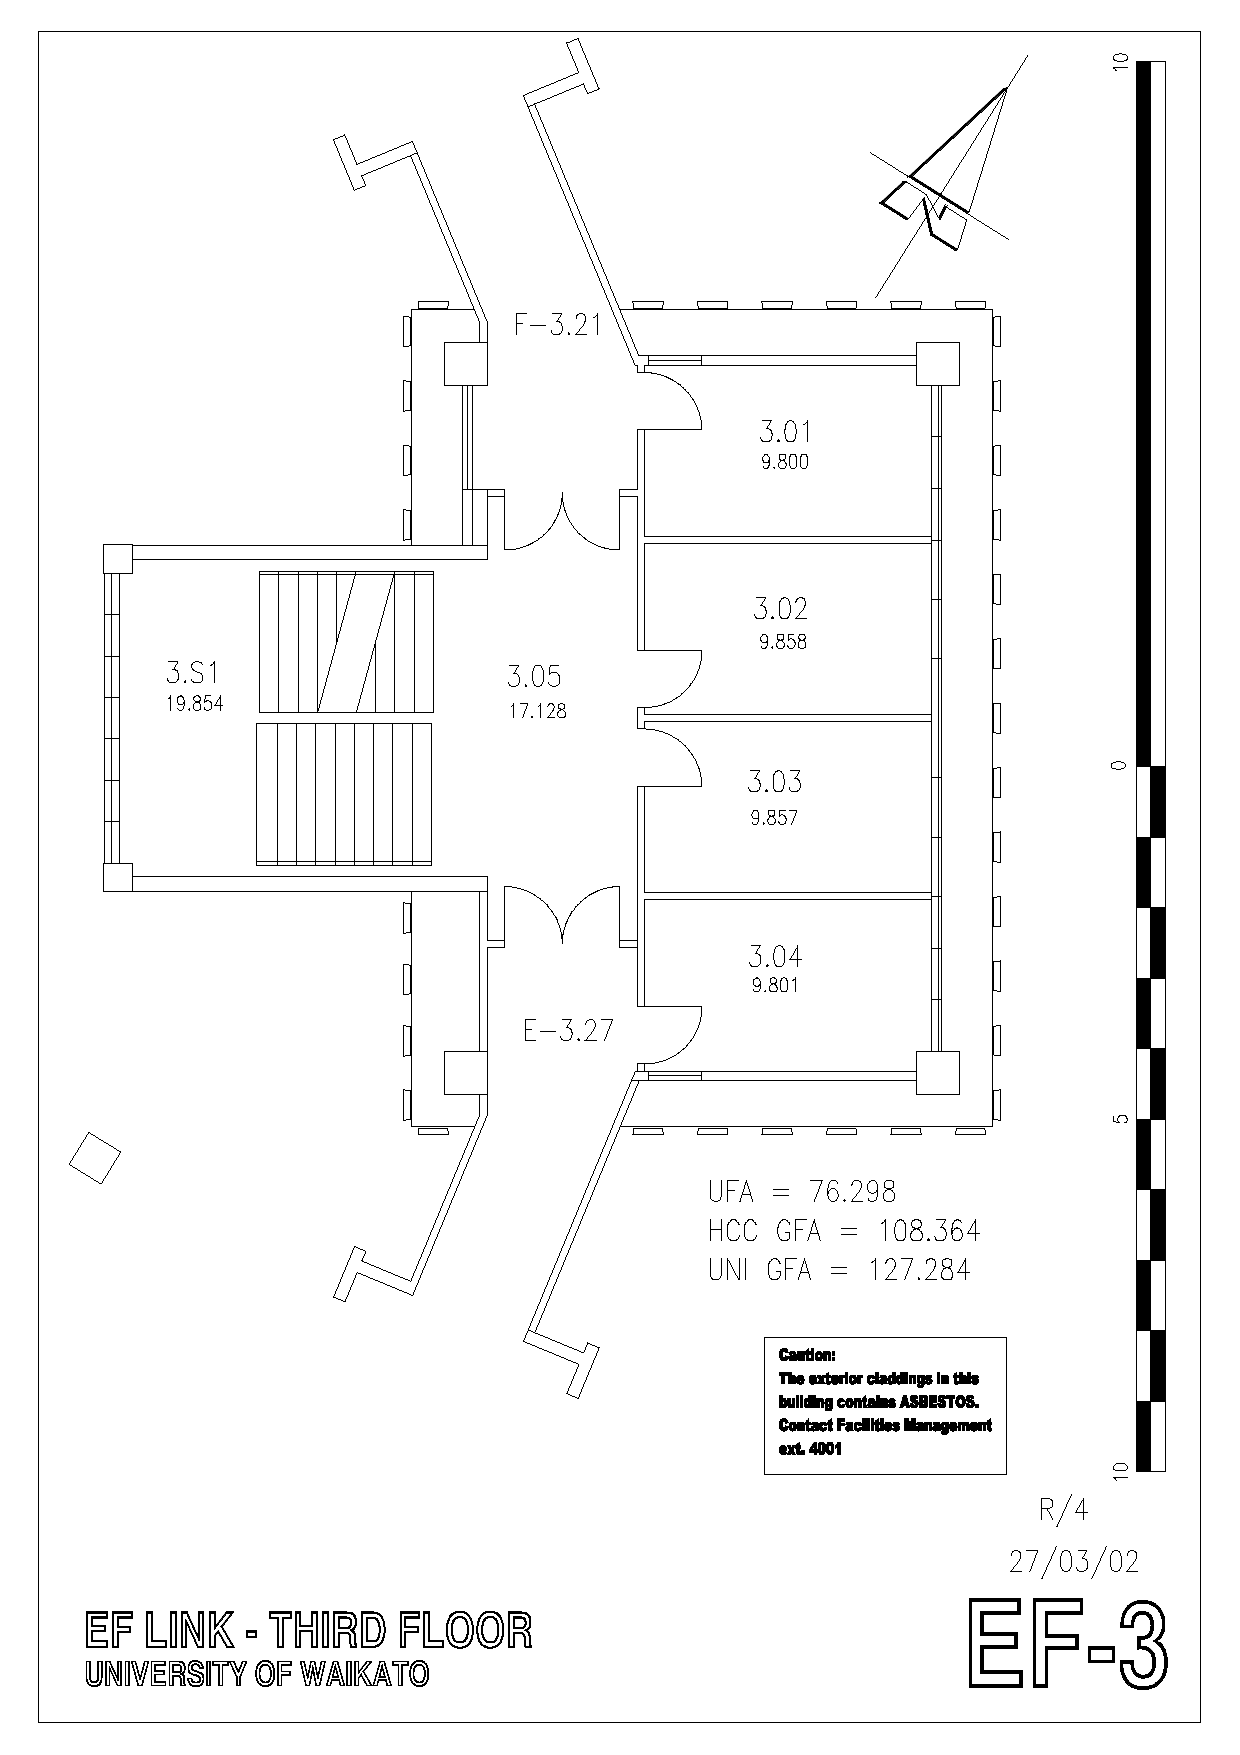 10
F-3.21
3.01
9.800
3.02
9.858
3.S1
19.854
3.05
17.128
0
3.03
9.857
3.04
9.801
E-3.27
5
UFA = 76.298
HCC GFA = 108.364
UNI GFA = 127.284
Caution:
The exterior claddings in this
building contains ASBESTOS.
Contact Facilities Management
ext. 4001
10
R/4
27/03/02
EF LINK - THIRD FLOOR
UNIVERSITY OF WAIKATO
EF-3